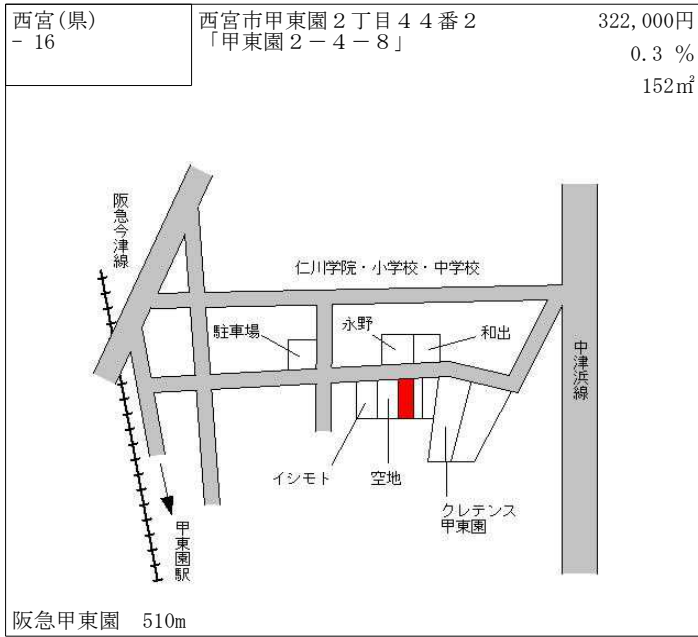 西宮(県)
- 16
西宮市甲東園２丁目４４番２
「甲東園２－４－８」
322,000円
0.3 %
152㎡
阪急今津線
仁川学院・小学校・中学校
駐車場
永野
和出
中津浜線
イシモト
空地
クレテンス
甲東園
甲東園駅
阪急甲東園　510m